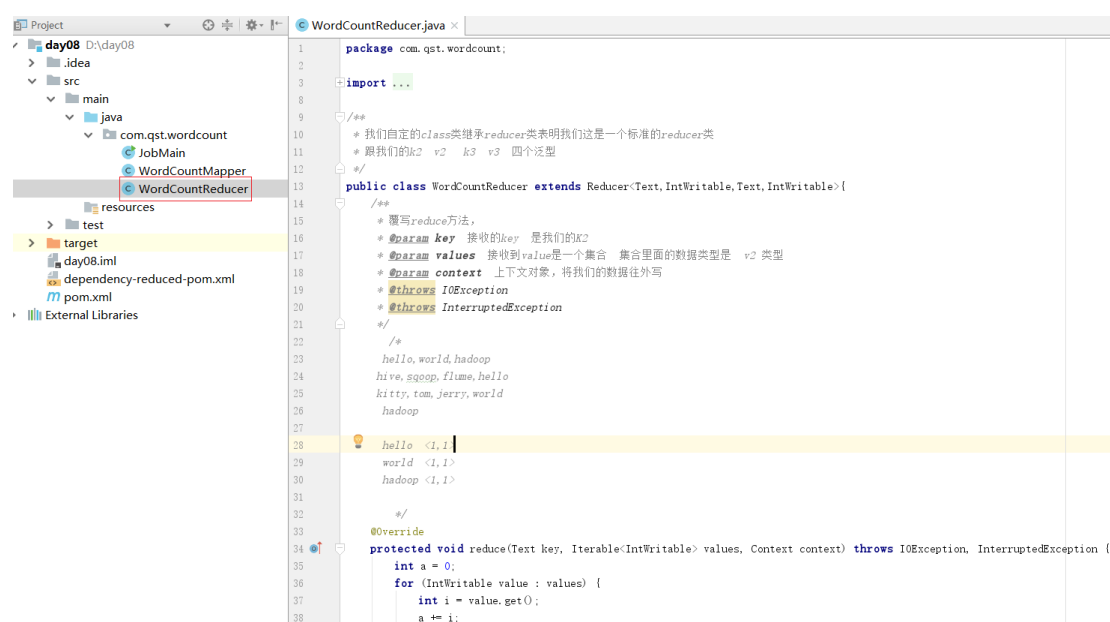 Project
WordCountReducer.java
day08 D:\day08
.idea
src
main
java
com.qst.wordcount
JobMain
WordCountMapper
WordCountReducer
resources
test
target
day08.iml
dependency-reduced-pom.xml
pom.xml
External Libraries
1 package com.qst.wordcount;
2
3 import ...
8
9 /**
10 * 我们自定的class类继承reducer类表明我们这是一个标准的reducer类
11 * 跟我们的k2 v2 k3 v3 四个泛型
12 */
13 public class WordCountReducer extends Reducer<Text,IntWritable,Text,IntWritable>{
14 /**
15 * 覆写reduce方法，
16 * @param key 接收的key 是我们的K2
17 * @param values 接收到value是一个集合 集合里面的数据类型是 v2 类型
18 * @param context 上下文对象，将我们的数据往外写
19 * @throws IOException
20 * @throws InterruptedException
21 */
22 /*
23 hello,world,hadoop
24 hive,sqoop,flume,hello
25 kitty,tom,jerry,world
26 hadoop
27
28 hello <1,1>
29 world <1,1>
30 hadoop <1,1>
31
32 */
33 @Override
34 protected void reduce(Text key, Iterable<IntWritable> values, Context context) throws IOException, InterruptedException {
35 int a = 0;
36 for (IntWritable value : values) {
37 int i = value.get();
38 a += i;